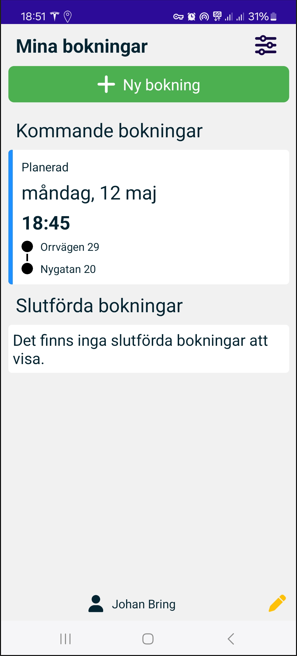 18:51 31%
Mina bokningar
Ny bokning
Kommande bokningar
Planerad
måndag, 12 maj
18:45
Orrvägen 29
Nygatan 20
Slutförda bokningar
Det finns inga slutförda bokningar att
visa.
Johan Bring